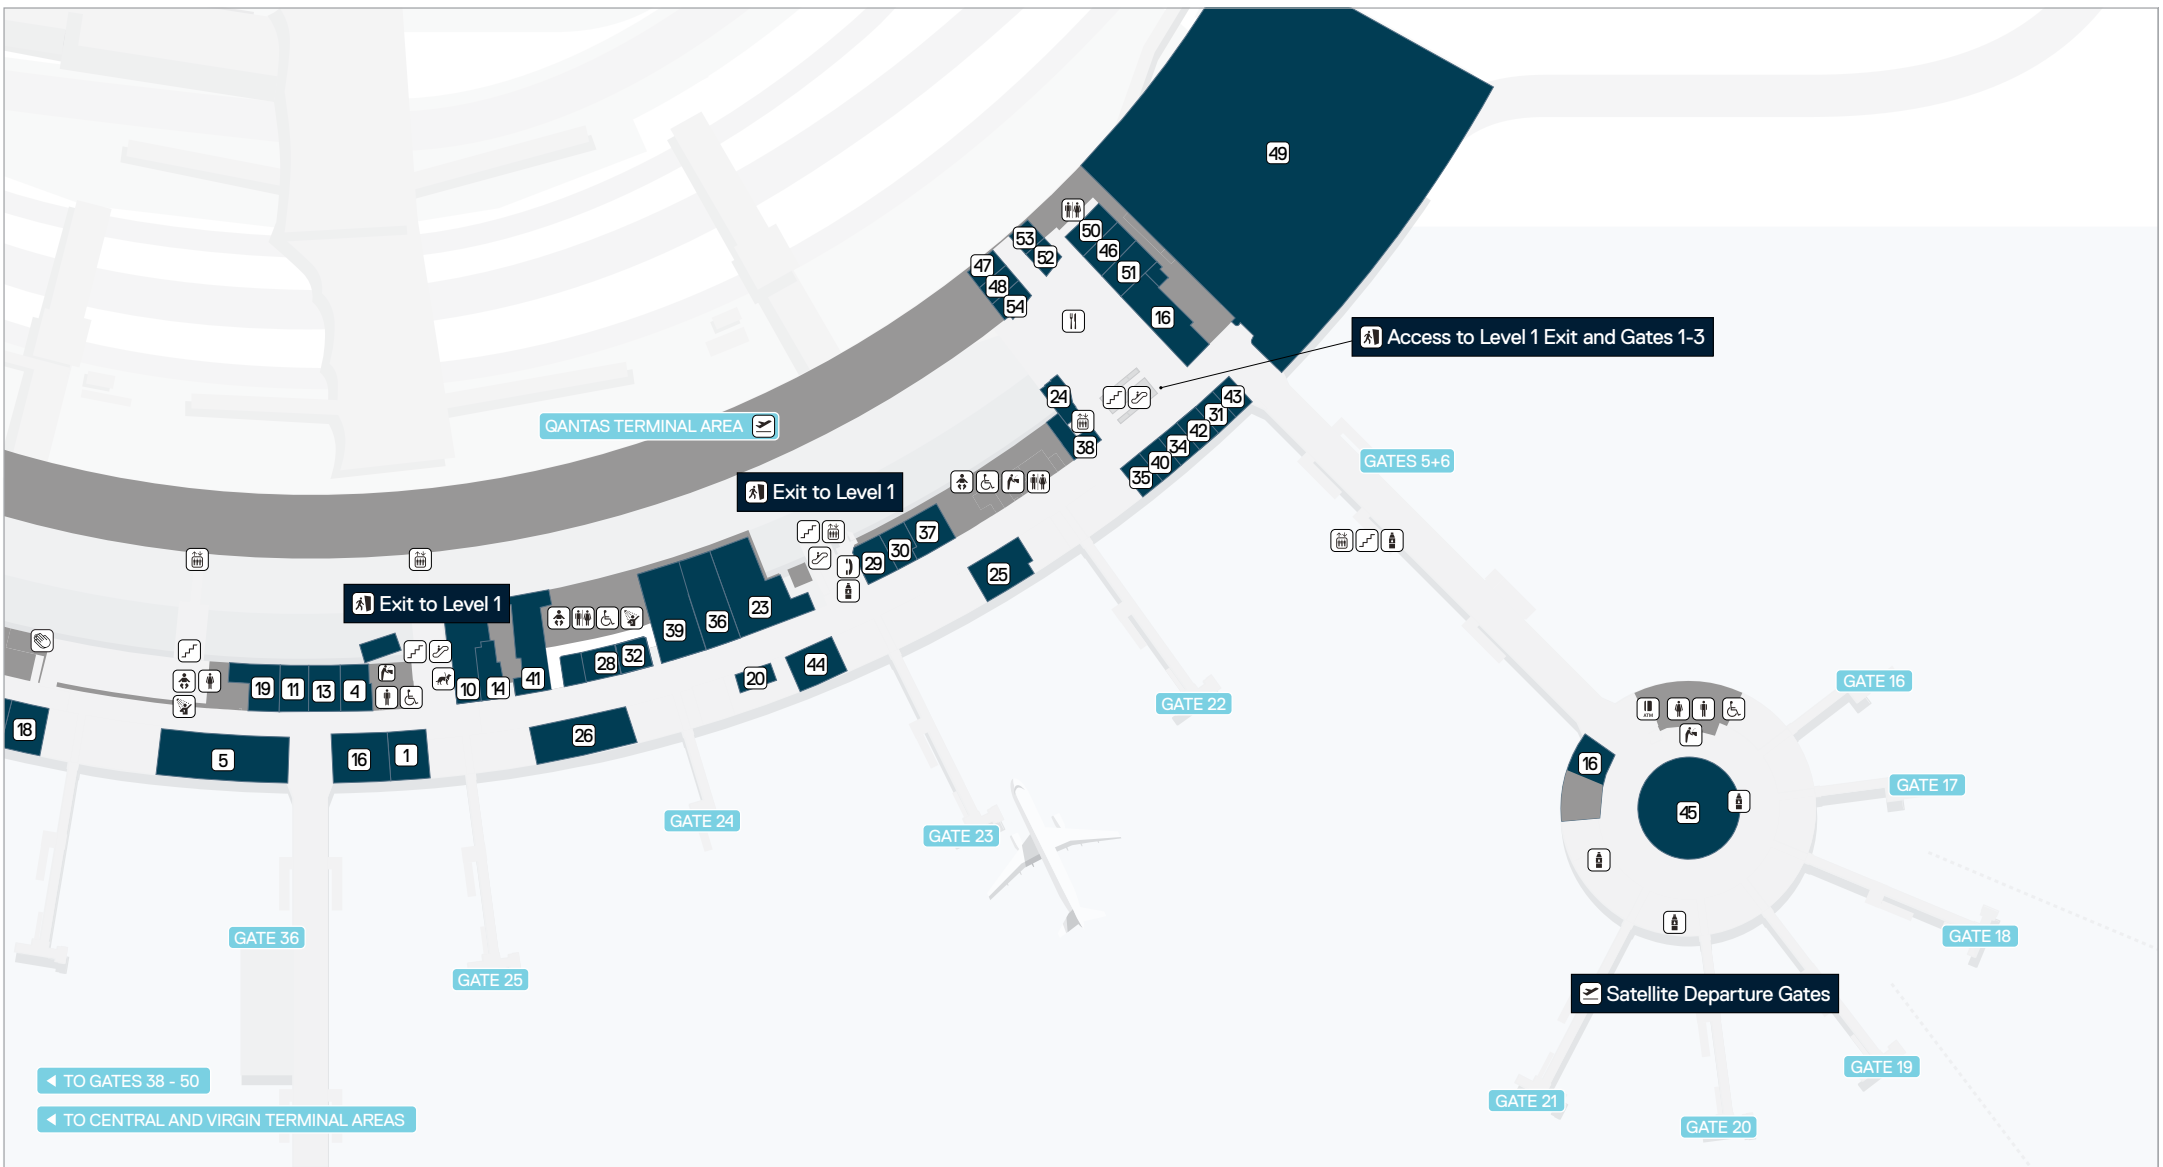 49
50
53
46
52
47
51
48
54
16
Access to Level 1 Exit and Gates 1-3
24
43
31
QANTAS TERMINAL AREA
42
34
38
GATES 5+6
40
35
Exit to Level 1
37
30
29
25
Exit to Level 1
23
36
39
32
28
44
41
20
10
14
19
11
13
4
GATE 16
GATE 22
ATM
18
26
1
5
16
16
GATE 17
45
GATE 24
GATE 23
GATE 36
GATE 18
GATE 25
Satellite Departure Gates
GATE 19
TO GATES 38 - 50
GATE 21
TO CENTRAL AND VIRGIN TERMINAL AREAS
GATE 20